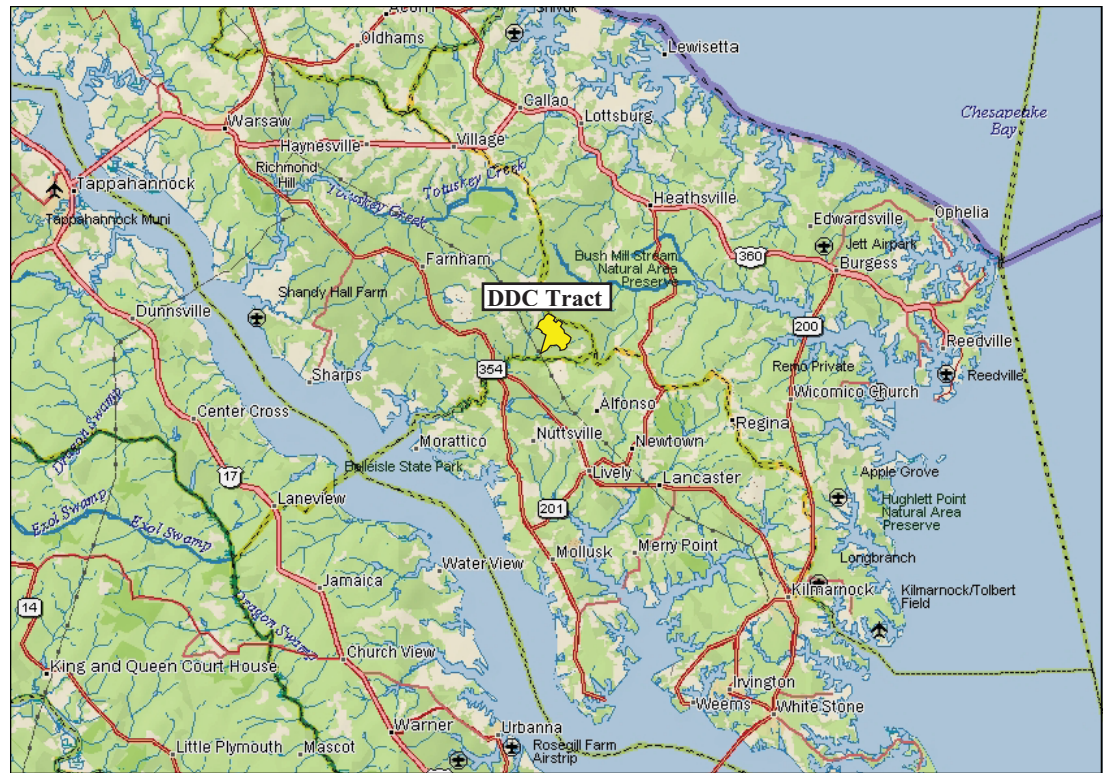 Oldhams
Lewisetta
Callao
Lottsburg
Chesapeake
Bay
Warsaw
Haynesville
Village
Richmond
Hill
Totuskey Creek
Totuskey Creek
Tappahannock
Tappahannock Muni
Heathsville
Edwardsville
Ophelia
Jett Airpark
Bush Mill Stream
Natural Area
Preserve
360
Burgess
Farnham
Shandy Hall Farm
DDC Tract
Dunnsville
200
Reedville
Reedville
354
Remo Private
Sharps
Wicomico Church
Dragon Swamp
Center Cross
Alfonso
Regina
Morattico
Nuttsville
Newtown
Belleisle State Park
17
Lively
Lancaster
Apple Grove
Hughlett Point
Natural Area
Preserve
Laneview
Exol Swamp
Exol Swamp
201
Mollusk
Merry Point
Longbranch
Water View
Jamaica
Kilmarnock
Kilmarnock/Tolbert
Field
14
Dragon Swamp
Church View
King and Queen Court House
Irvington
Weems
White Stone
Warner
Urbanna
Little Plymouth
Mascot
Rosegill Farm
Airstrip